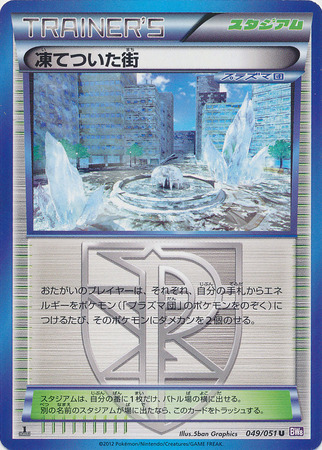 TRAINER'S
スタジアム
凍てついた街
プラズマ団
おたがいのプレイヤーは、それぞれ、自分の手札から
エネルギーをポケモン(「プラズマ団」のポケモンをのぞく)に
つけるたび、そのポケモンにダメカンを2個のせる。
スタジアムは、自分の番に1枚だけ、バトル場の横に出せる。
別の名前のスタジアムが場に出たなら、このカードをトラッシュする。
1
Illus. 5ban Graphics
049/051 U
©2012 Pokémon/Nintendo/Creatures/GAME FREAK.